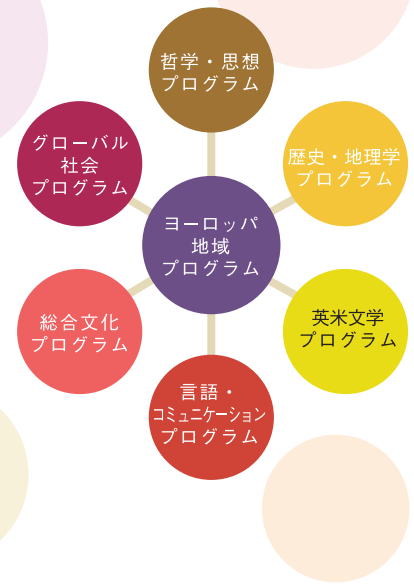 哲学・思想
プログラム
グローバル
社会
プログラム
歴史・地理学
プログラム
ヨーロッパ
地域
プログラム
総合文化
プログラム
英米文学
プログラム
言語・
コミュニケーション
プログラム